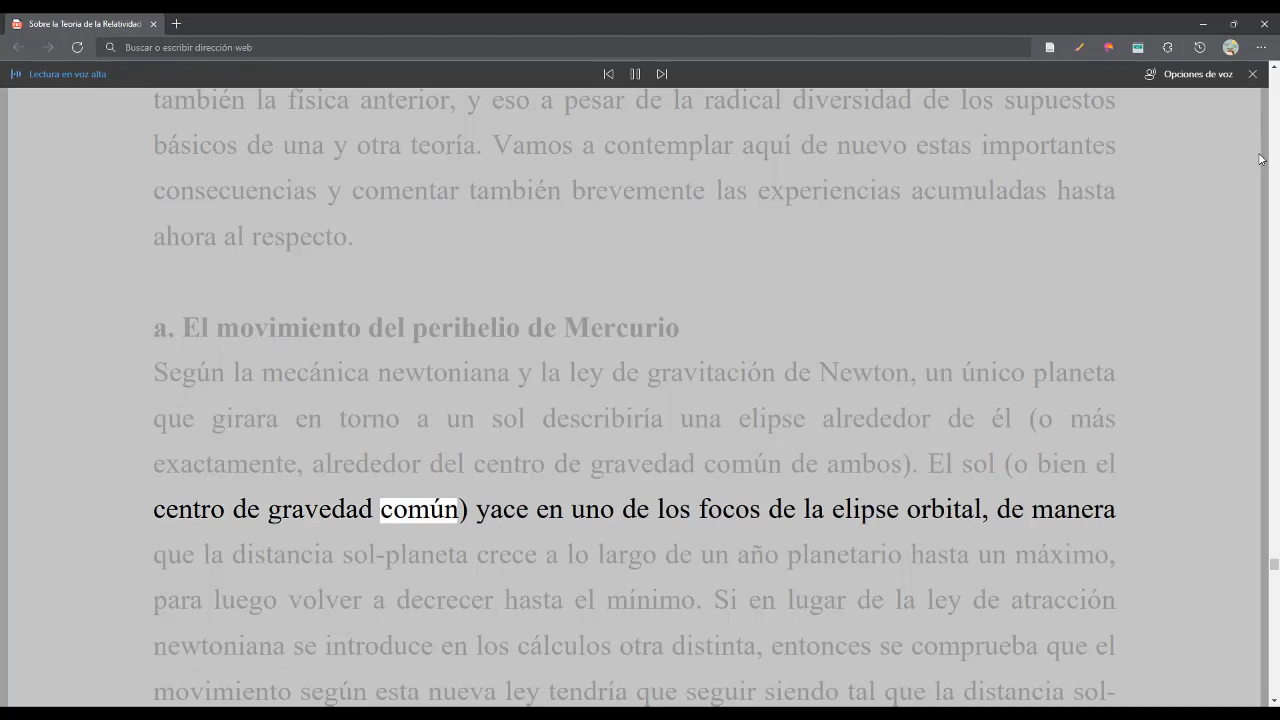 Sobre la Teoria de la Relatividad
Buscar o escribir dirección web
Lectura en voz alta
Opciones de voz
también la física anterior, y eso a pesar de la radical diversidad de los supuestos
básicos de una y otra teoría. Vamos a contemplar aquí de nuevo estas importantes
consecuencias y comentar también brevemente las experiencias acumuladas hasta
ahora al respecto.
a. El movimiento del perihelio de Mercurio
Según la mecánica newtoniana y la ley de gravitación de Newton, un único planeta
que girara en torno a un sol describiría una elipse alrededor de él (o más
exactamente, alrededor del centro de gravedad común de ambos). El sol (o bien el
centro de gravedad común) yace en uno de los focos de la elipse orbital, de manera
que la distancia sol-planeta crece a lo largo de un año planetario hasta un máximo,
para luego volver a decrecer hasta el mínimo. Si en lugar de la ley de atracción
newtoniana se introduce en los cálculos otra distinta, entonces se comprueba que el
movimiento según esta nueva ley tendría que seguir siendo tal que la distancia sol-